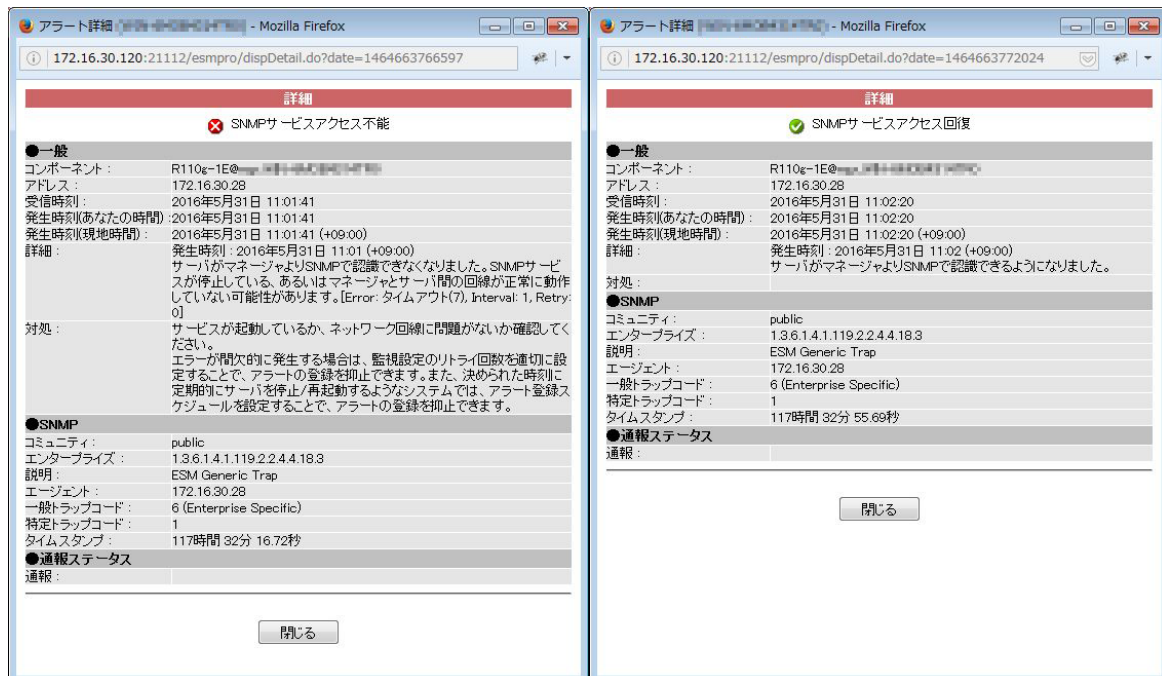 アラート詳細 - Mozilla Firefox
172.16.30.120:21112/esmpro/dispDetail.do?date=1464663766597
詳細
SNMPサービスアクセス不能
●一般
コンポーネント : R110g-1E@
アドレス : 172.16.30.28
受信時刻 : 2016年5月31日 11:01:41
発生時刻(あなたの時間) : 2016年5月31日 11:01:41
発生時刻(現地時間) : 2016年5月31日 11:01:41 (+09:00)
詳細 : 発生時刻 : 2016年5月31日 11:01 (+09:00)
サーバがマネージャよりSNMPで認識できなくなりました。SNMPサービ
スが停止している、あるいはマネージャとサーバ間の回線が正常に動作
していない可能性があります。[Error: タイムアウト(7), Interval: 1, Retry:
0]
対処 : サービスが起動しているか、ネットワーク回線に問題がないか確認してく
ださい。
エラーが間欠的に発生する場合は、監視設定のリトライ回数を適切に設
定することで、アラートの登録を抑止できます。また、決められた時刻に
定期的にサーバを停止/再起動するようなシステムでは、アラート登録ス
ケジュールを設定することで、アラートの登録を抑止できます。
●SNMP
コミュニティ : public
エンタープライズ : 1.3.6.1.4.1.119.2.2.4.4.18.3
説明 : ESM Generic Trap
エージェント : 172.16.30.28
一般トラップコード : 6 (Enterprise Specific)
特定トラップコード : 1
タイムスタンプ : 117時間 32分 16.72秒
●通報ステータス
通報 :
閉じる
アラート詳細 - Mozilla Firefox
172.16.30.120:21112/esmpro/dispDetail.do?date=1464663772024
詳細
SNMPサービスアクセス回復
●一般
コンポーネント : R110g-1E@
アドレス : 172.16.30.28
受信時刻 : 2016年5月31日 11:02:20
発生時刻(あなたの時間) : 2016年5月31日 11:02:20
発生時刻(現地時間) : 2016年5月31日 11:02:20 (+09:00)
詳細 : 発生時刻 : 2016年5月31日 11:02 (+09:00)
サーバがマネージャよりSNMPで認識できるようになりました。
対処 :
●SNMP
コミュニティ : public
エンタープライズ : 1.3.6.1.4.1.119.2.2.4.4.18.3
説明 : ESM Generic Trap
エージェント : 172.16.30.28
一般トラップコード : 6 (Enterprise Specific)
特定トラップコード : 1
タイムスタンプ : 117時間 32分 55.69秒
●通報ステータス
通報 :
閉じる